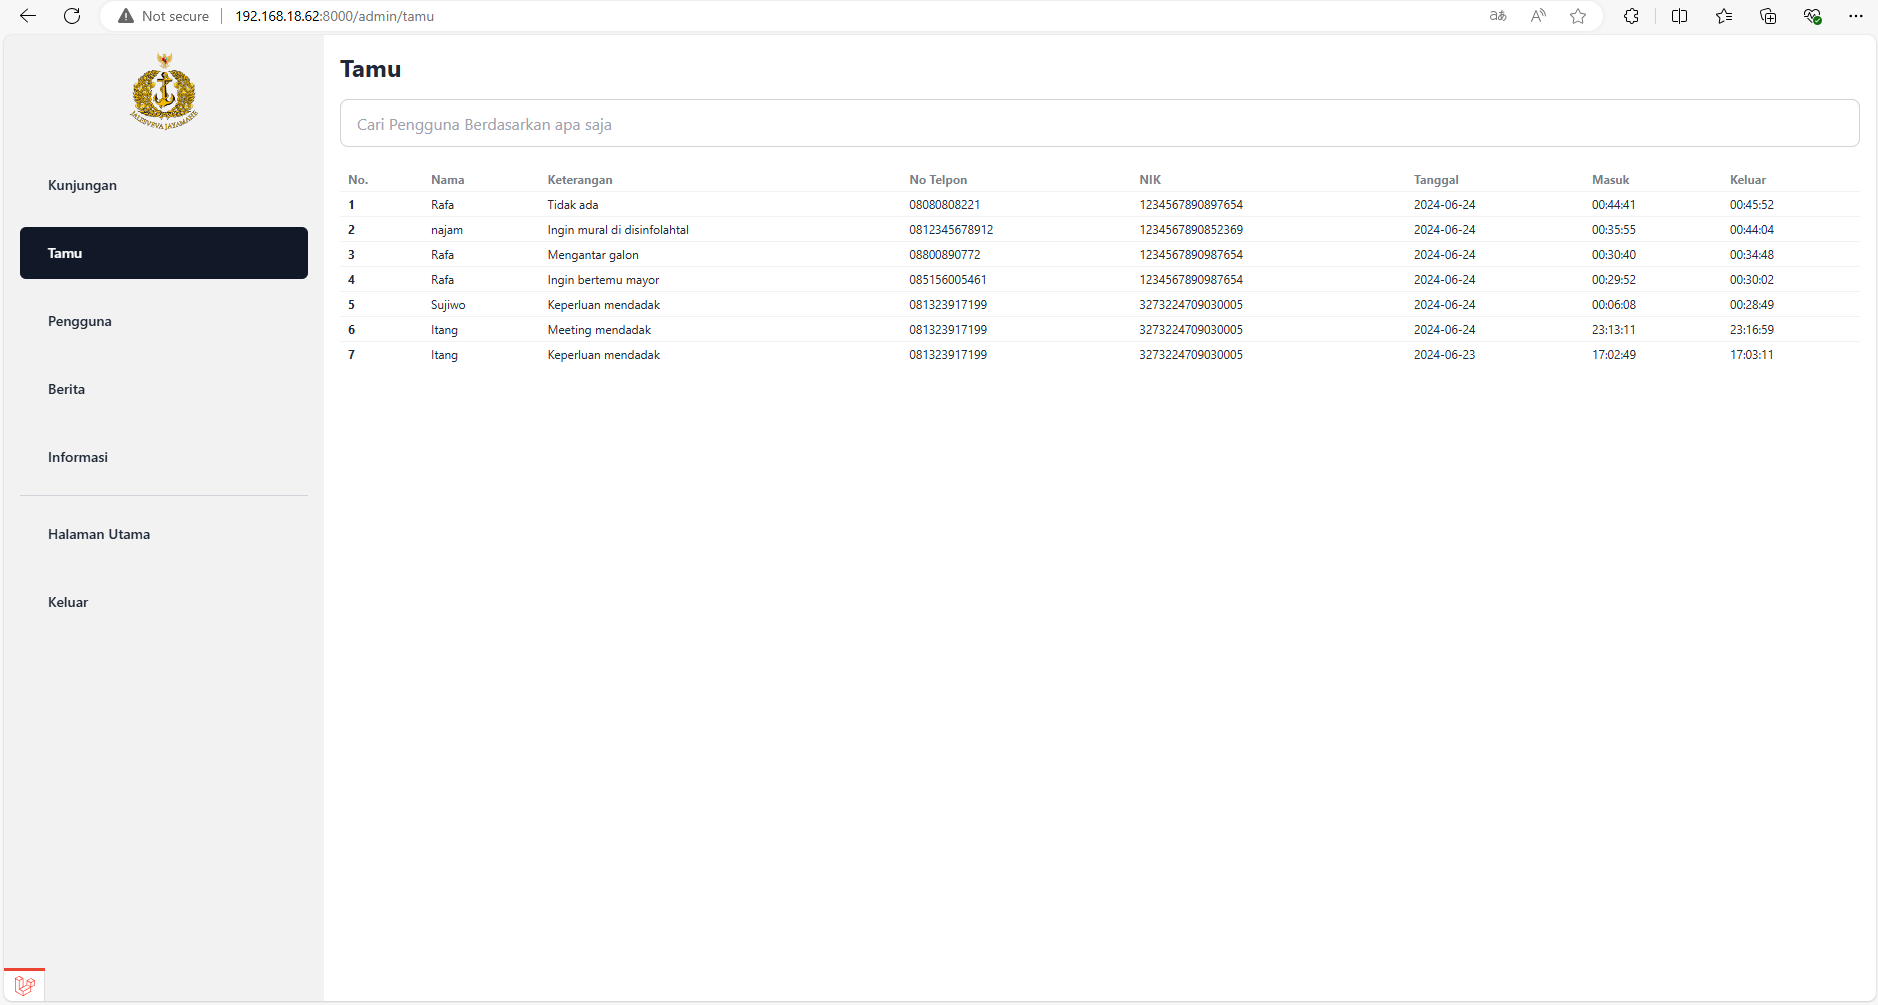 Not secure 192.168.18.62:8000/admin/tamu
JALESVEVA JAYAMAHE
Kunjungan
Tamu
Pengguna
Berita
Informasi
Halaman Utama
Keluar
Tamu
Cari Pengguna Berdasarkan apa saja
No. Nama Keterangan No Telpon NIK Tanggal Masuk Keluar
1 Rafa Tidak ada 08080808221 1234567890897654 2024-06-24 00:44:41 00:45:52
2 najam Ingin mural di disinfolahtal 0812345678912 1234567890852369 2024-06-24 00:35:55 00:44:04
3 Rafa Mengantar galon 08800890772 1234567890987654 2024-06-24 00:30:40 00:34:48
4 Rafa Ingin bertemu mayor 085156005461 1234567890987654 2024-06-24 00:29:52 00:30:02
5 Sujiwo Keperluan mendadak 081323917199 3273224709030005 2024-06-24 00:06:08 00:28:49
6 Itang Meeting mendadak 081323917199 3273224709030005 2024-06-24 23:13:11 23:16:59
7 Itang Keperluan mendadak 081323917199 3273224709030005 2024-06-23 17:02:49 17:03:11